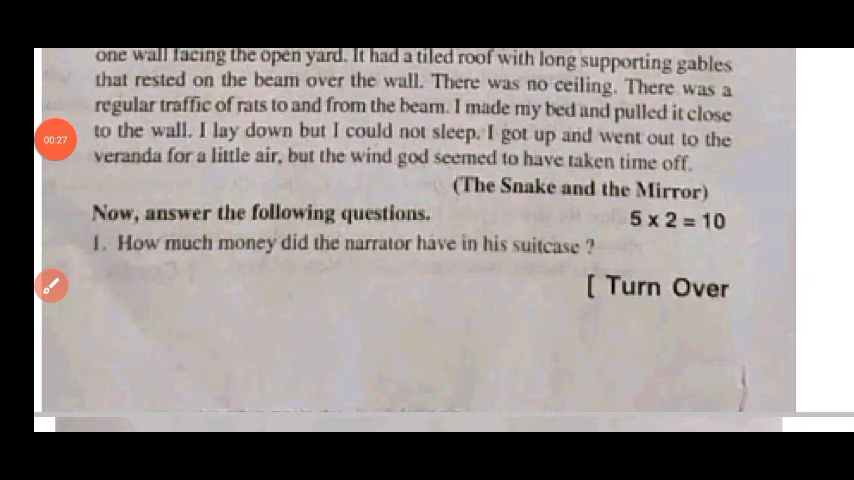 one wall facing the open yard. It had a tiled roof with long supporting gables
that rested on the beam over the wall. There was no ceiling. There was a
regular traffic of rats to and from the beam. I made my bed and pulled it close
to the wall. I lay down but I could not sleep. I got up and went out to the
veranda for a little air, but the wind god seemed to have taken time off.
(The Snake and the Mirror)
Now, answer the following questions. 5 x 2 = 10
1. How much money did the narrator have in his suitcase ?
[ Turn Over
00:27